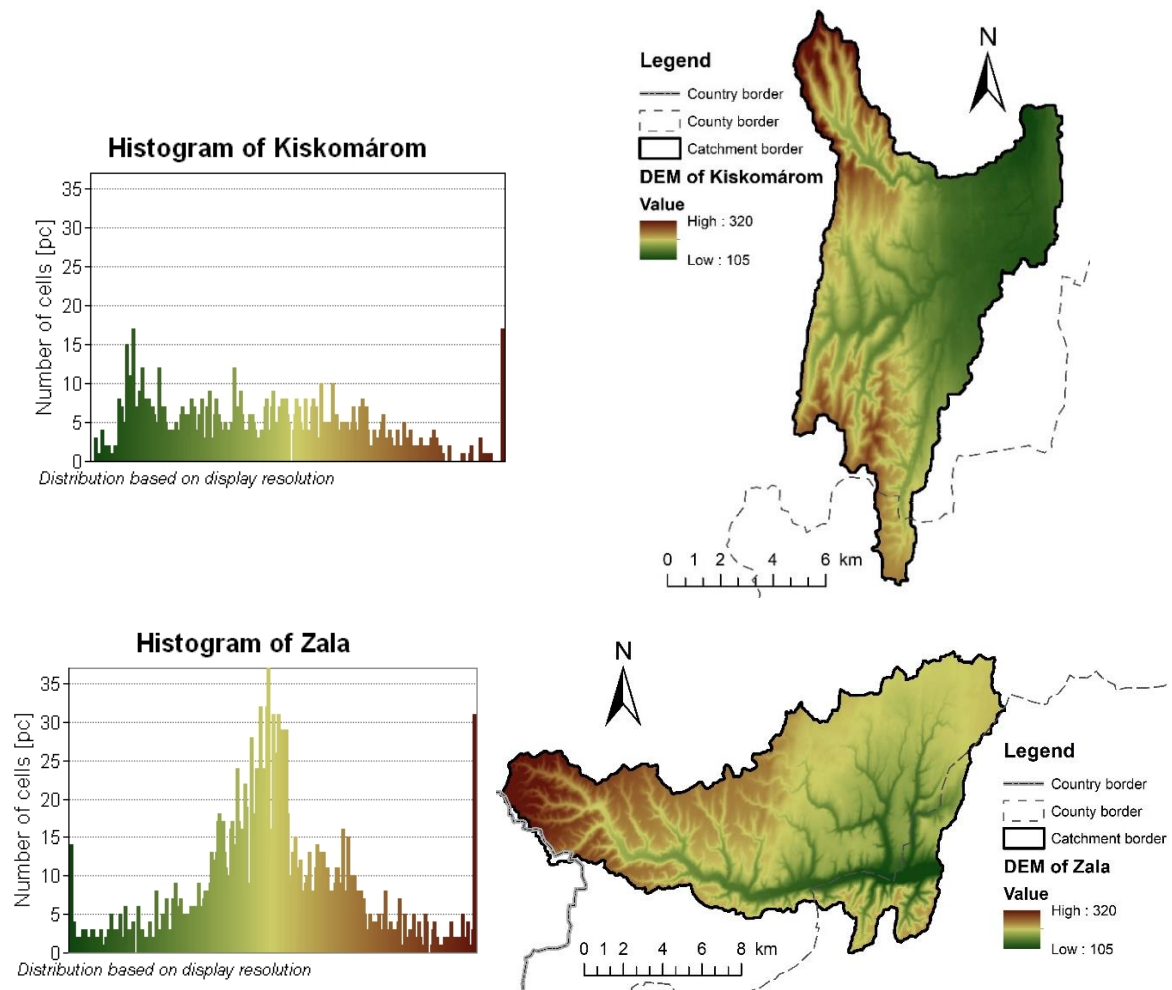 Histogram of Kiskomárom
Number of cells [pc]
35
30
25
20
15
10
5
0
Distribution based on display resolution
Legend
Country border
County border
Catchment border
DEM of Kiskomárom
Value
High : 320
Low : 105
N
0 1 2 4 6 km
Histogram of Zala
Number of cells [pc]
35
30
25
20
15
10
5
0
Distribution based on display resolution
N
0 1 2 4 6 8 km
Legend
Country border
County border
Catchment border
DEM of Zala
Value
High : 320
Low : 105